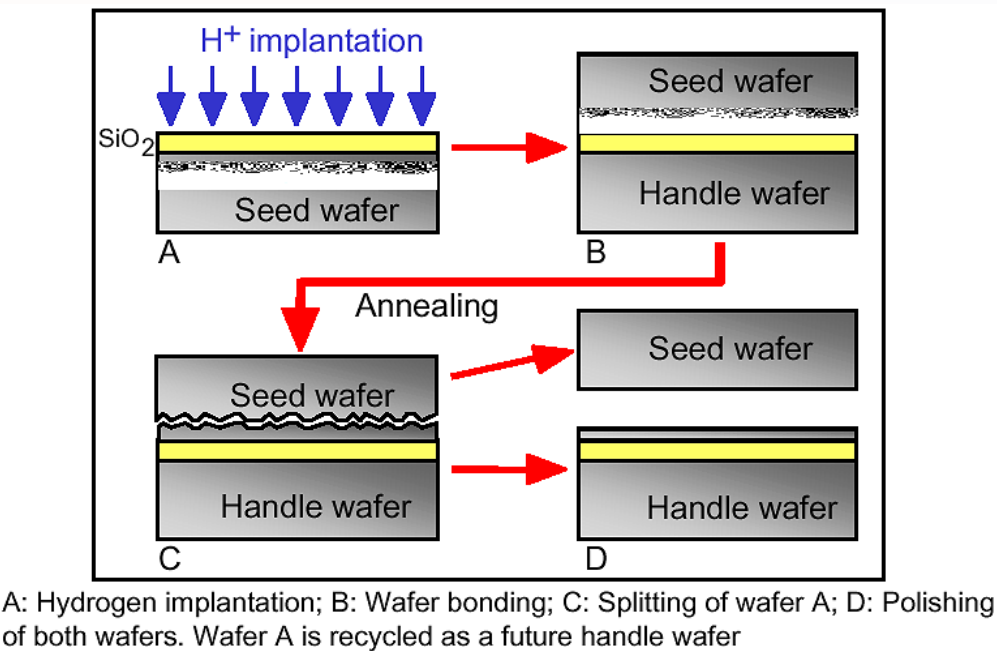 H⁺ implantation
SiO₂
Seed wafer
A
Seed wafer
Handle wafer
B
Annealing
Seed wafer
Handle wafer
C
Seed wafer
Handle wafer
D
A: Hydrogen implantation; B: Wafer bonding; C: Splitting of wafer A; D: Polishing
of both wafers. Wafer A is recycled as a future handle wafer